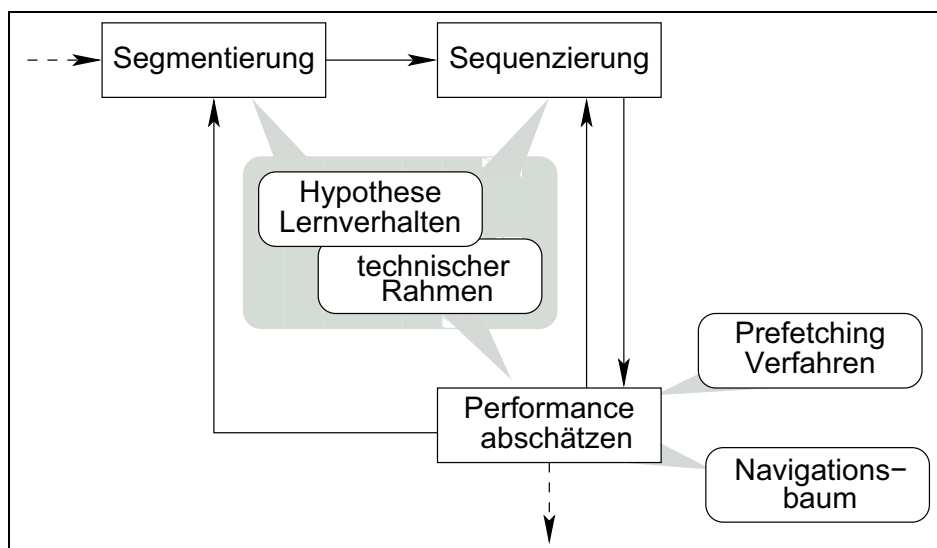 Segmentierung
Sequenzierung
Hypothese
Lernverhalten
technischer
Rahmen
Prefetching
Verfahren
Performance
abschätzen
Navigations−
baum